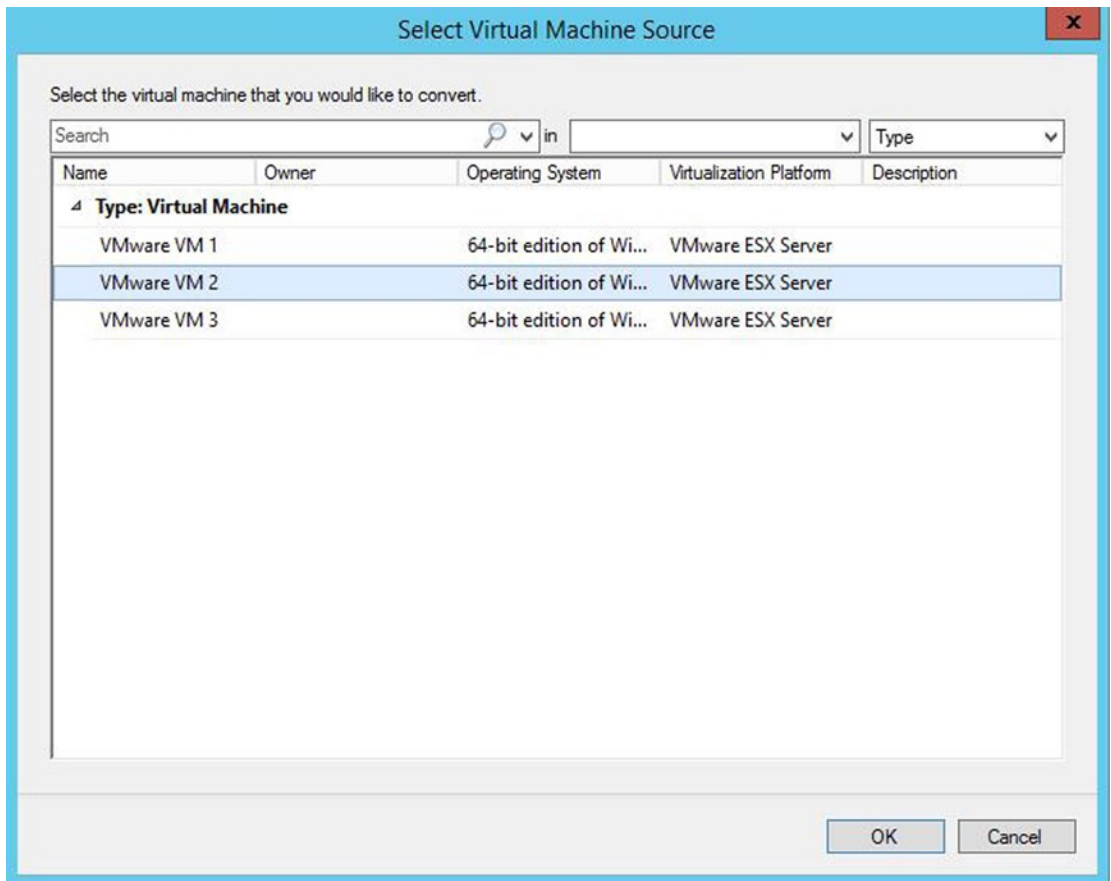 Select Virtual Machine Source
x
Select the virtual machine that you would like to convert.
Search in Type
Name Owner Operating System Virtualization Platform Description
Type: Virtual Machine
VMware VM 1 64-bit edition of Wi... VMware ESX Server
VMware VM 2 64-bit edition of Wi... VMware ESX Server
VMware VM 3 64-bit edition of Wi... VMware ESX Server
OK Cancel